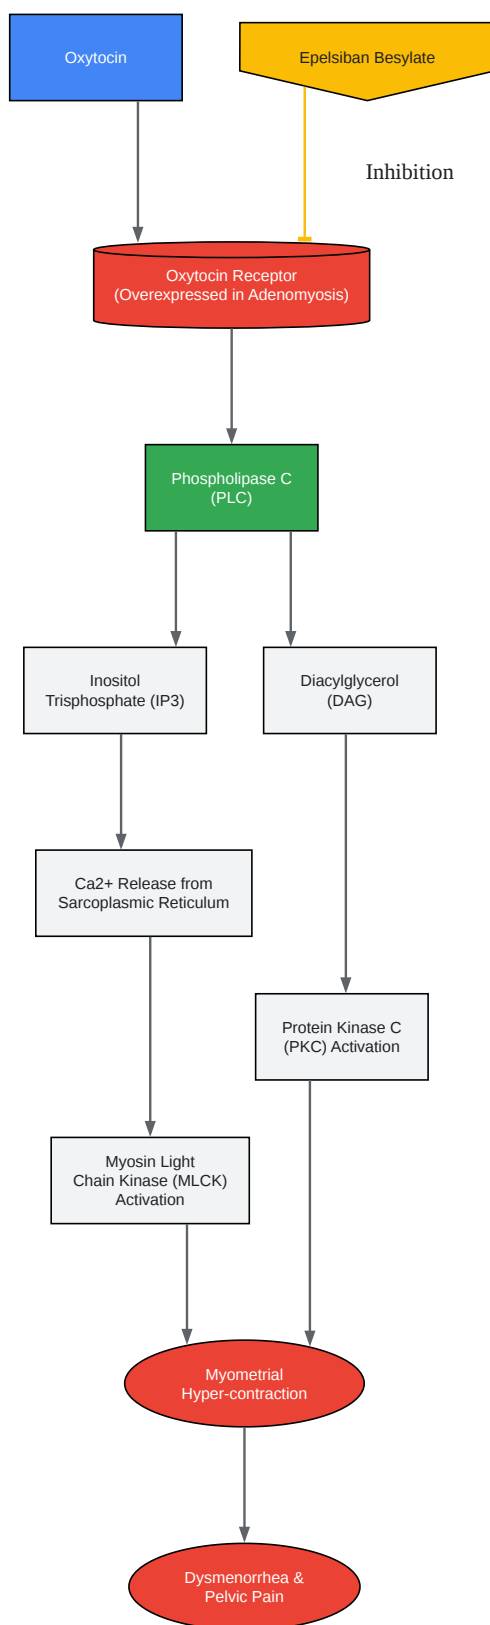 Oxytocin
Epelsiban Besylate
Inhibition
Oxytocin Receptor
(Overexpressed in Adenomyosis)
Phospholipase C
(PLC)
Inositol
Trisphosphate (IP3)
Diacylglycerol
(DAG)
Ca2+ Release from
Sarcoplasmic Reticulum
Protein Kinase C
(PKC) Activation
Myosin Light
Chain Kinase (MLCK)
Activation
Myometrial
Hyper-contraction
Dysmenorrhea &
Pelvic Pain